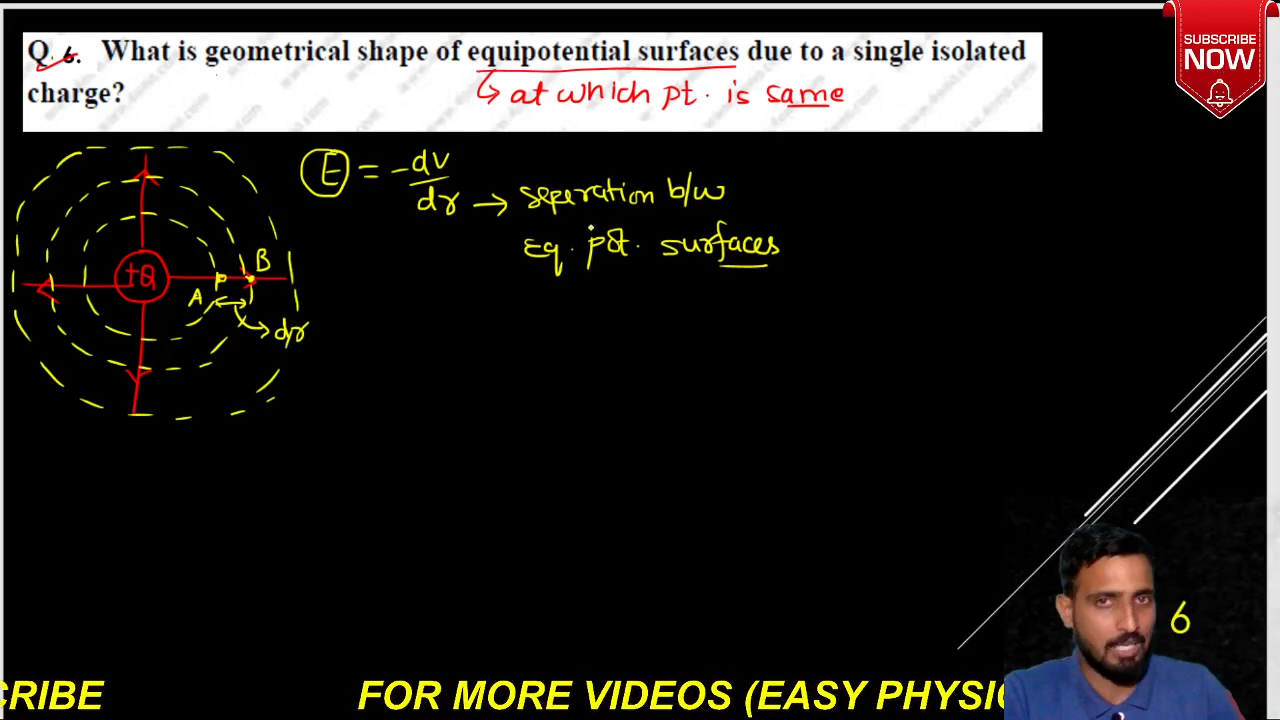 SUBSCRIBE
NOW
Q. 6. What is geometrical shape of equipotential surfaces due to a single isolated
charge?
↳ at which pt. is same
E = -dv/dr → seperation b/w
Eq. pot. surfaces
+Q
A
P
B
dr
6
CRIBE FOR MORE VIDEOS (EASY PHYSIC